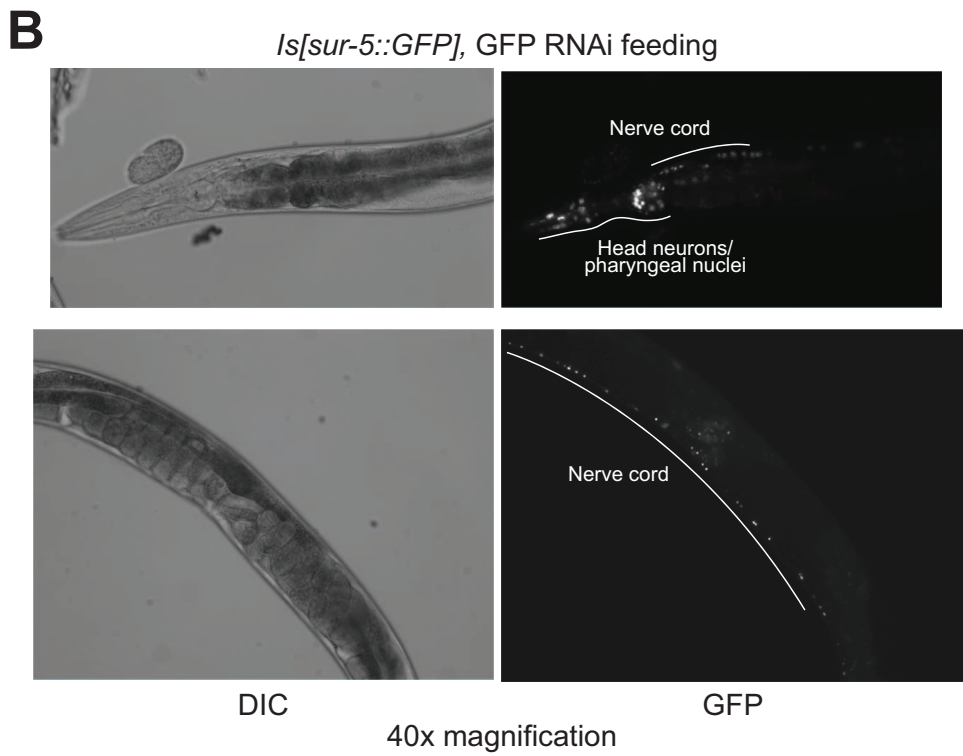 B
Is[sur-5::GFP], GFP RNAi feeding
Nerve cord
Head neurons/
pharyngeal nuclei
Nerve cord
DIC
GFP
40x magnification